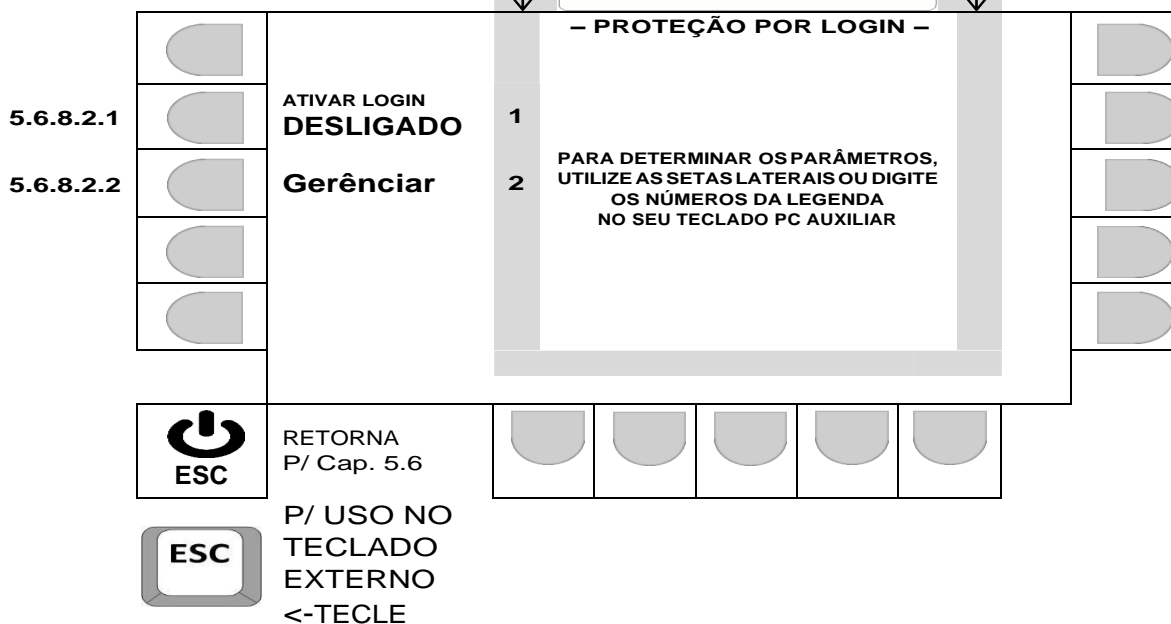 – PROTEÇÃO POR LOGIN –
5.6.8.2.1
ATIVAR LOGIN
DESLIGADO
1
5.6.8.2.2
Gerênciar
2
PARA DETERMINAR OS PARÂMETROS,
UTILIZE AS SETAS LATERAIS OU DIGITE
OS NÚMEROS DA LEGENDA
NO SEU TECLADO PC AUXILIAR
ESC
RETORNA
P/ Cap. 5.6
ESC
P/ USO NO
TECLADO
EXTERNO
<-TECLE